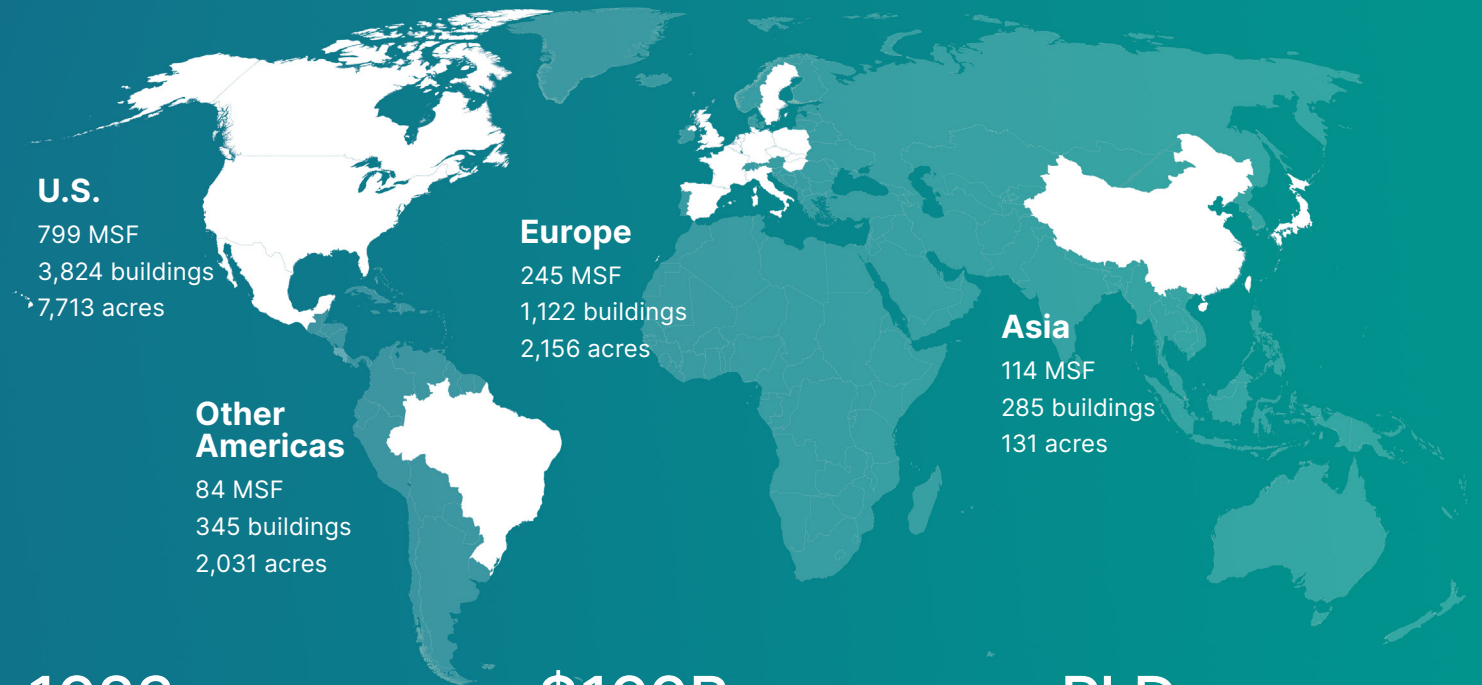 U.S.
799 MSF
3,824 buildings
7,713 acres
Europe
245 MSF
1,122 buildings
2,156 acres
Asia
114 MSF
285 buildings
131 acres
Other
Americas
84 MSF
345 buildings
2,031 acres